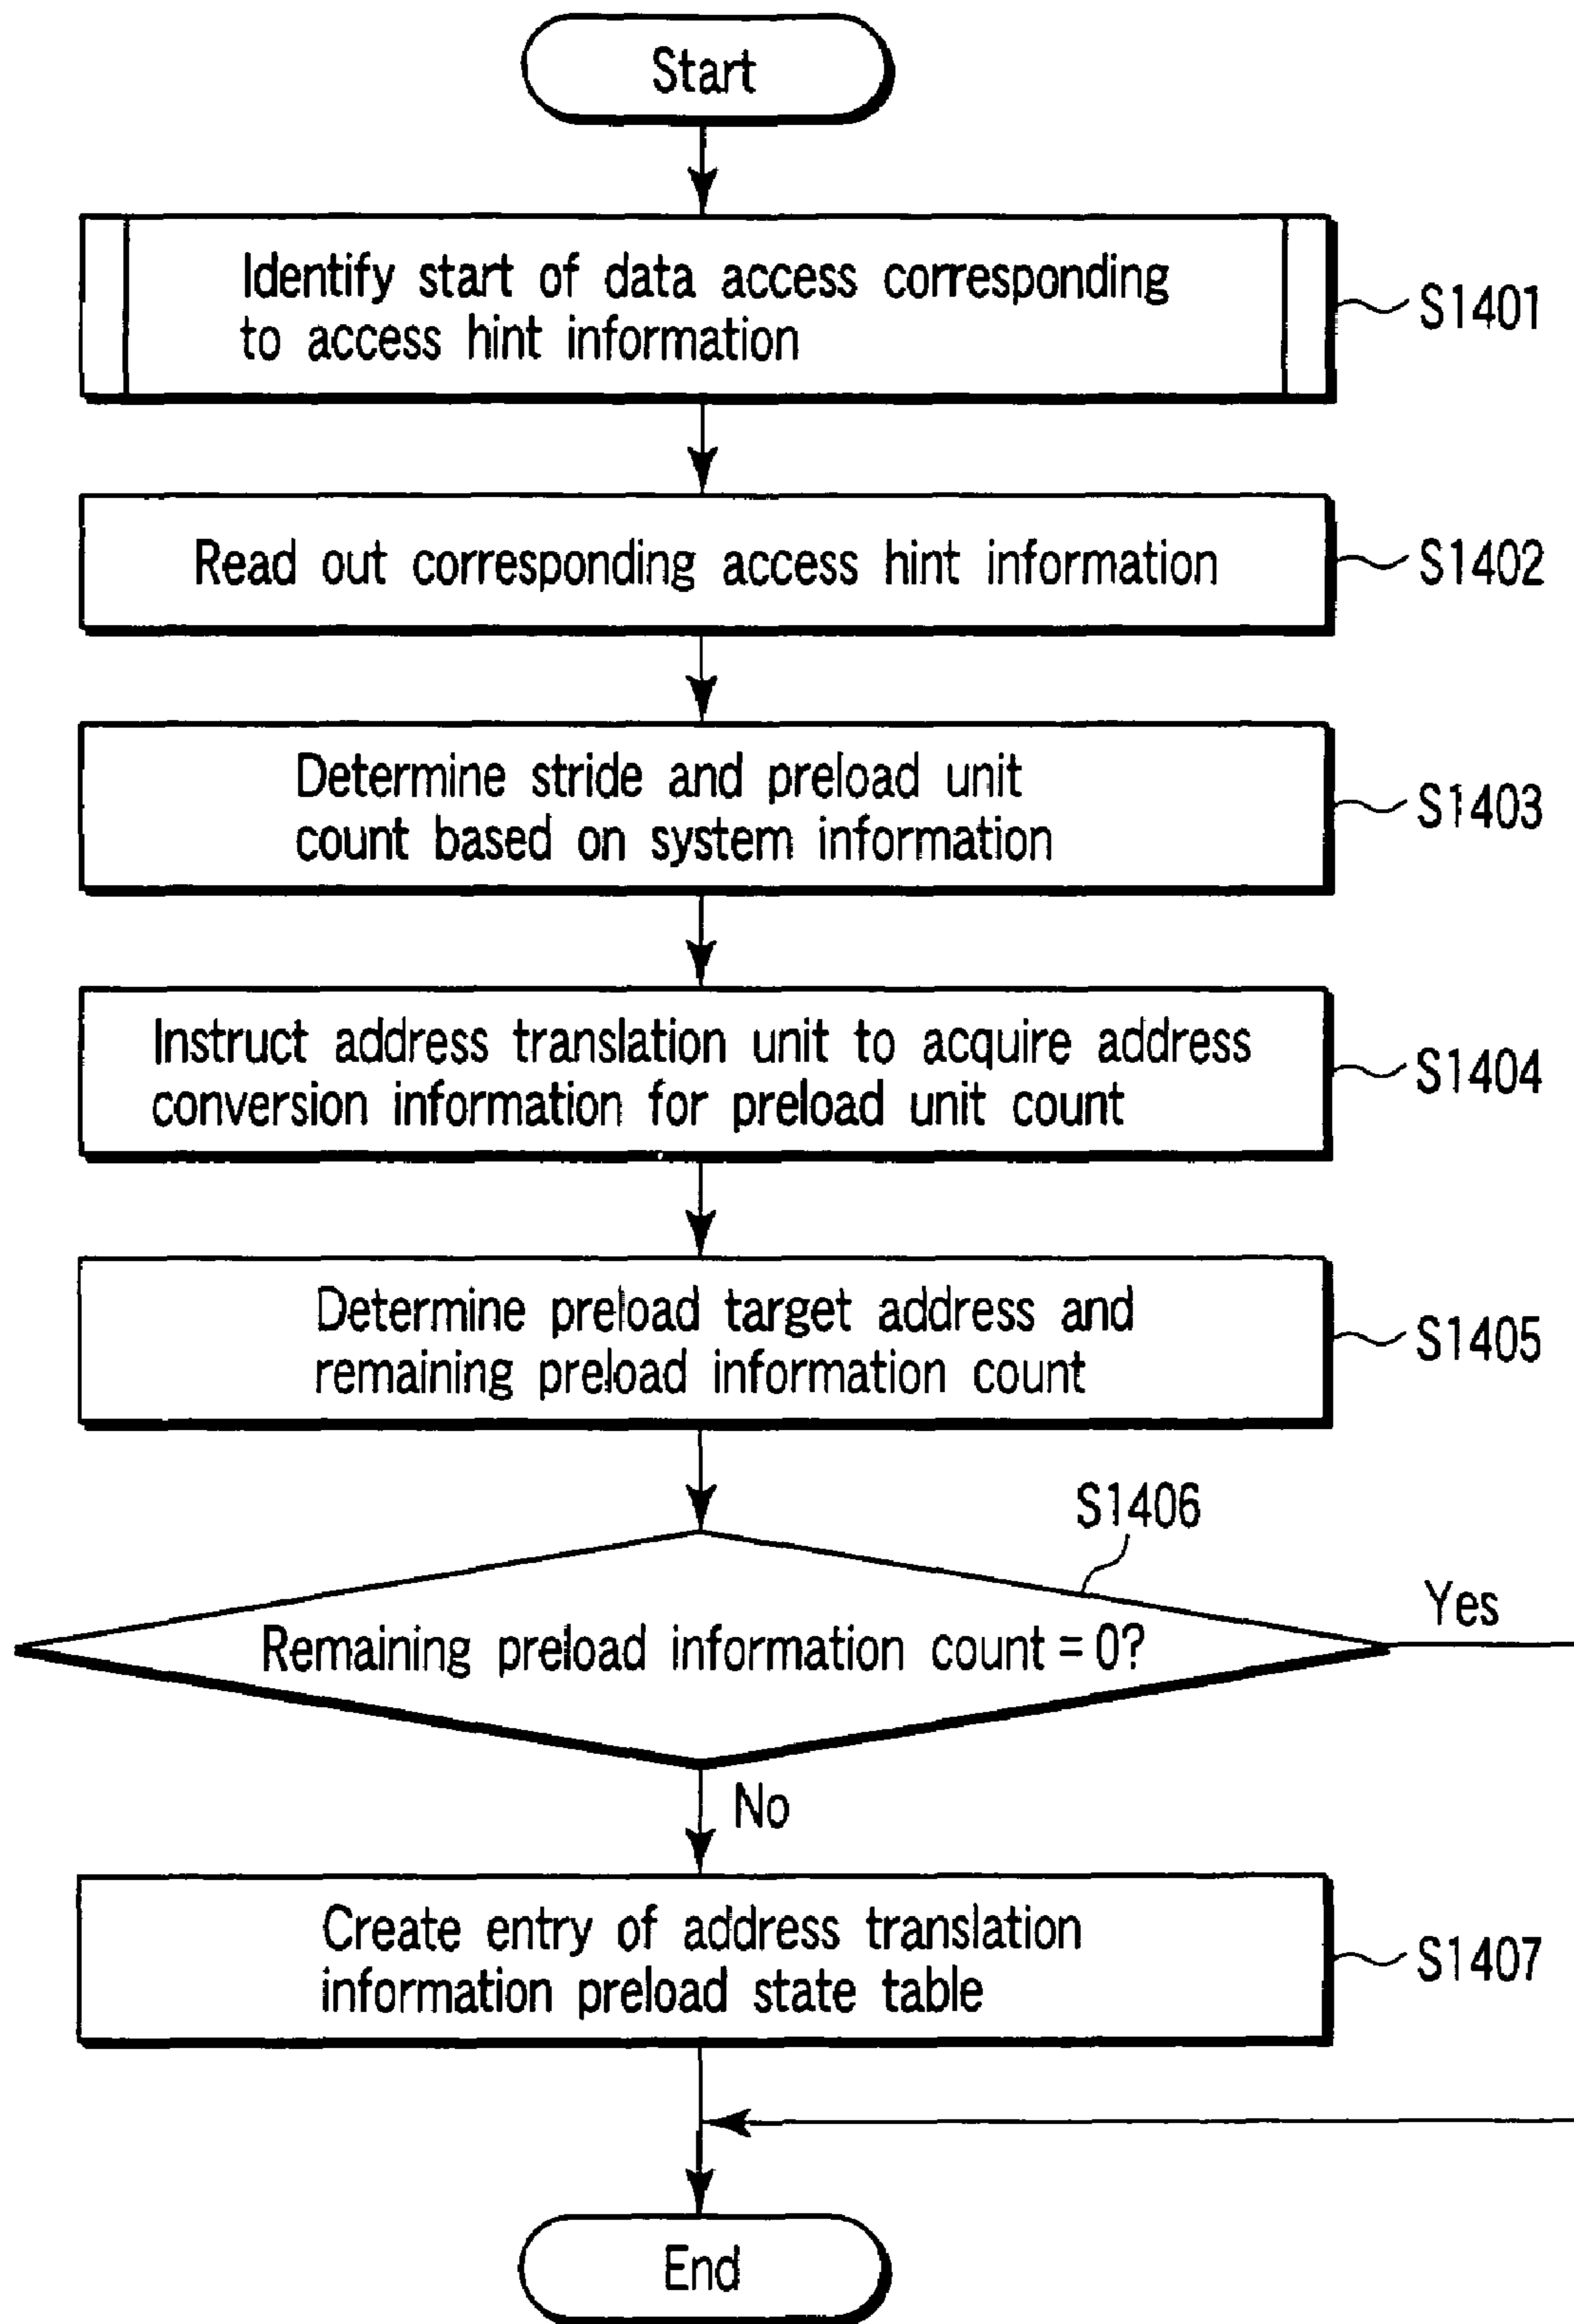 Start
Identify start of data access corresponding
to access hint information
S1401
Read out corresponding access hint information
S1402
Determine stride and preload unit
count based on system information
S1403
Instruct address translation unit to acquire address
conversion information for preload unit count
S1404
Determine preload target address and
remaining preload information count
S1405
S1406
Remaining preload information count = 0?
Yes
No
Create entry of address translation
information preload state table
S1407
End